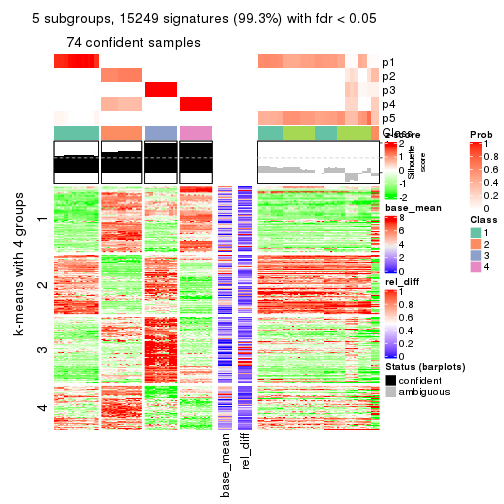 5 subgroups, 15249 signatures (99.3%) with fdr < 0.05
74 confident samples
p1
p2
p3
p4
p5
Class
Silhouette
score
z-score
2
1
0
-1
-2
base_mean
8
6
4
2
0
rel_diff
1
0.8
0.6
0.4
0.2
0
Status (barplots)
confident
ambiguous
Prob
1
0.8
0.6
0.4
0.2
0
Class
1
2
3
4
k-means with 4 groups
1
2
3
4
base_mean
rel_diff